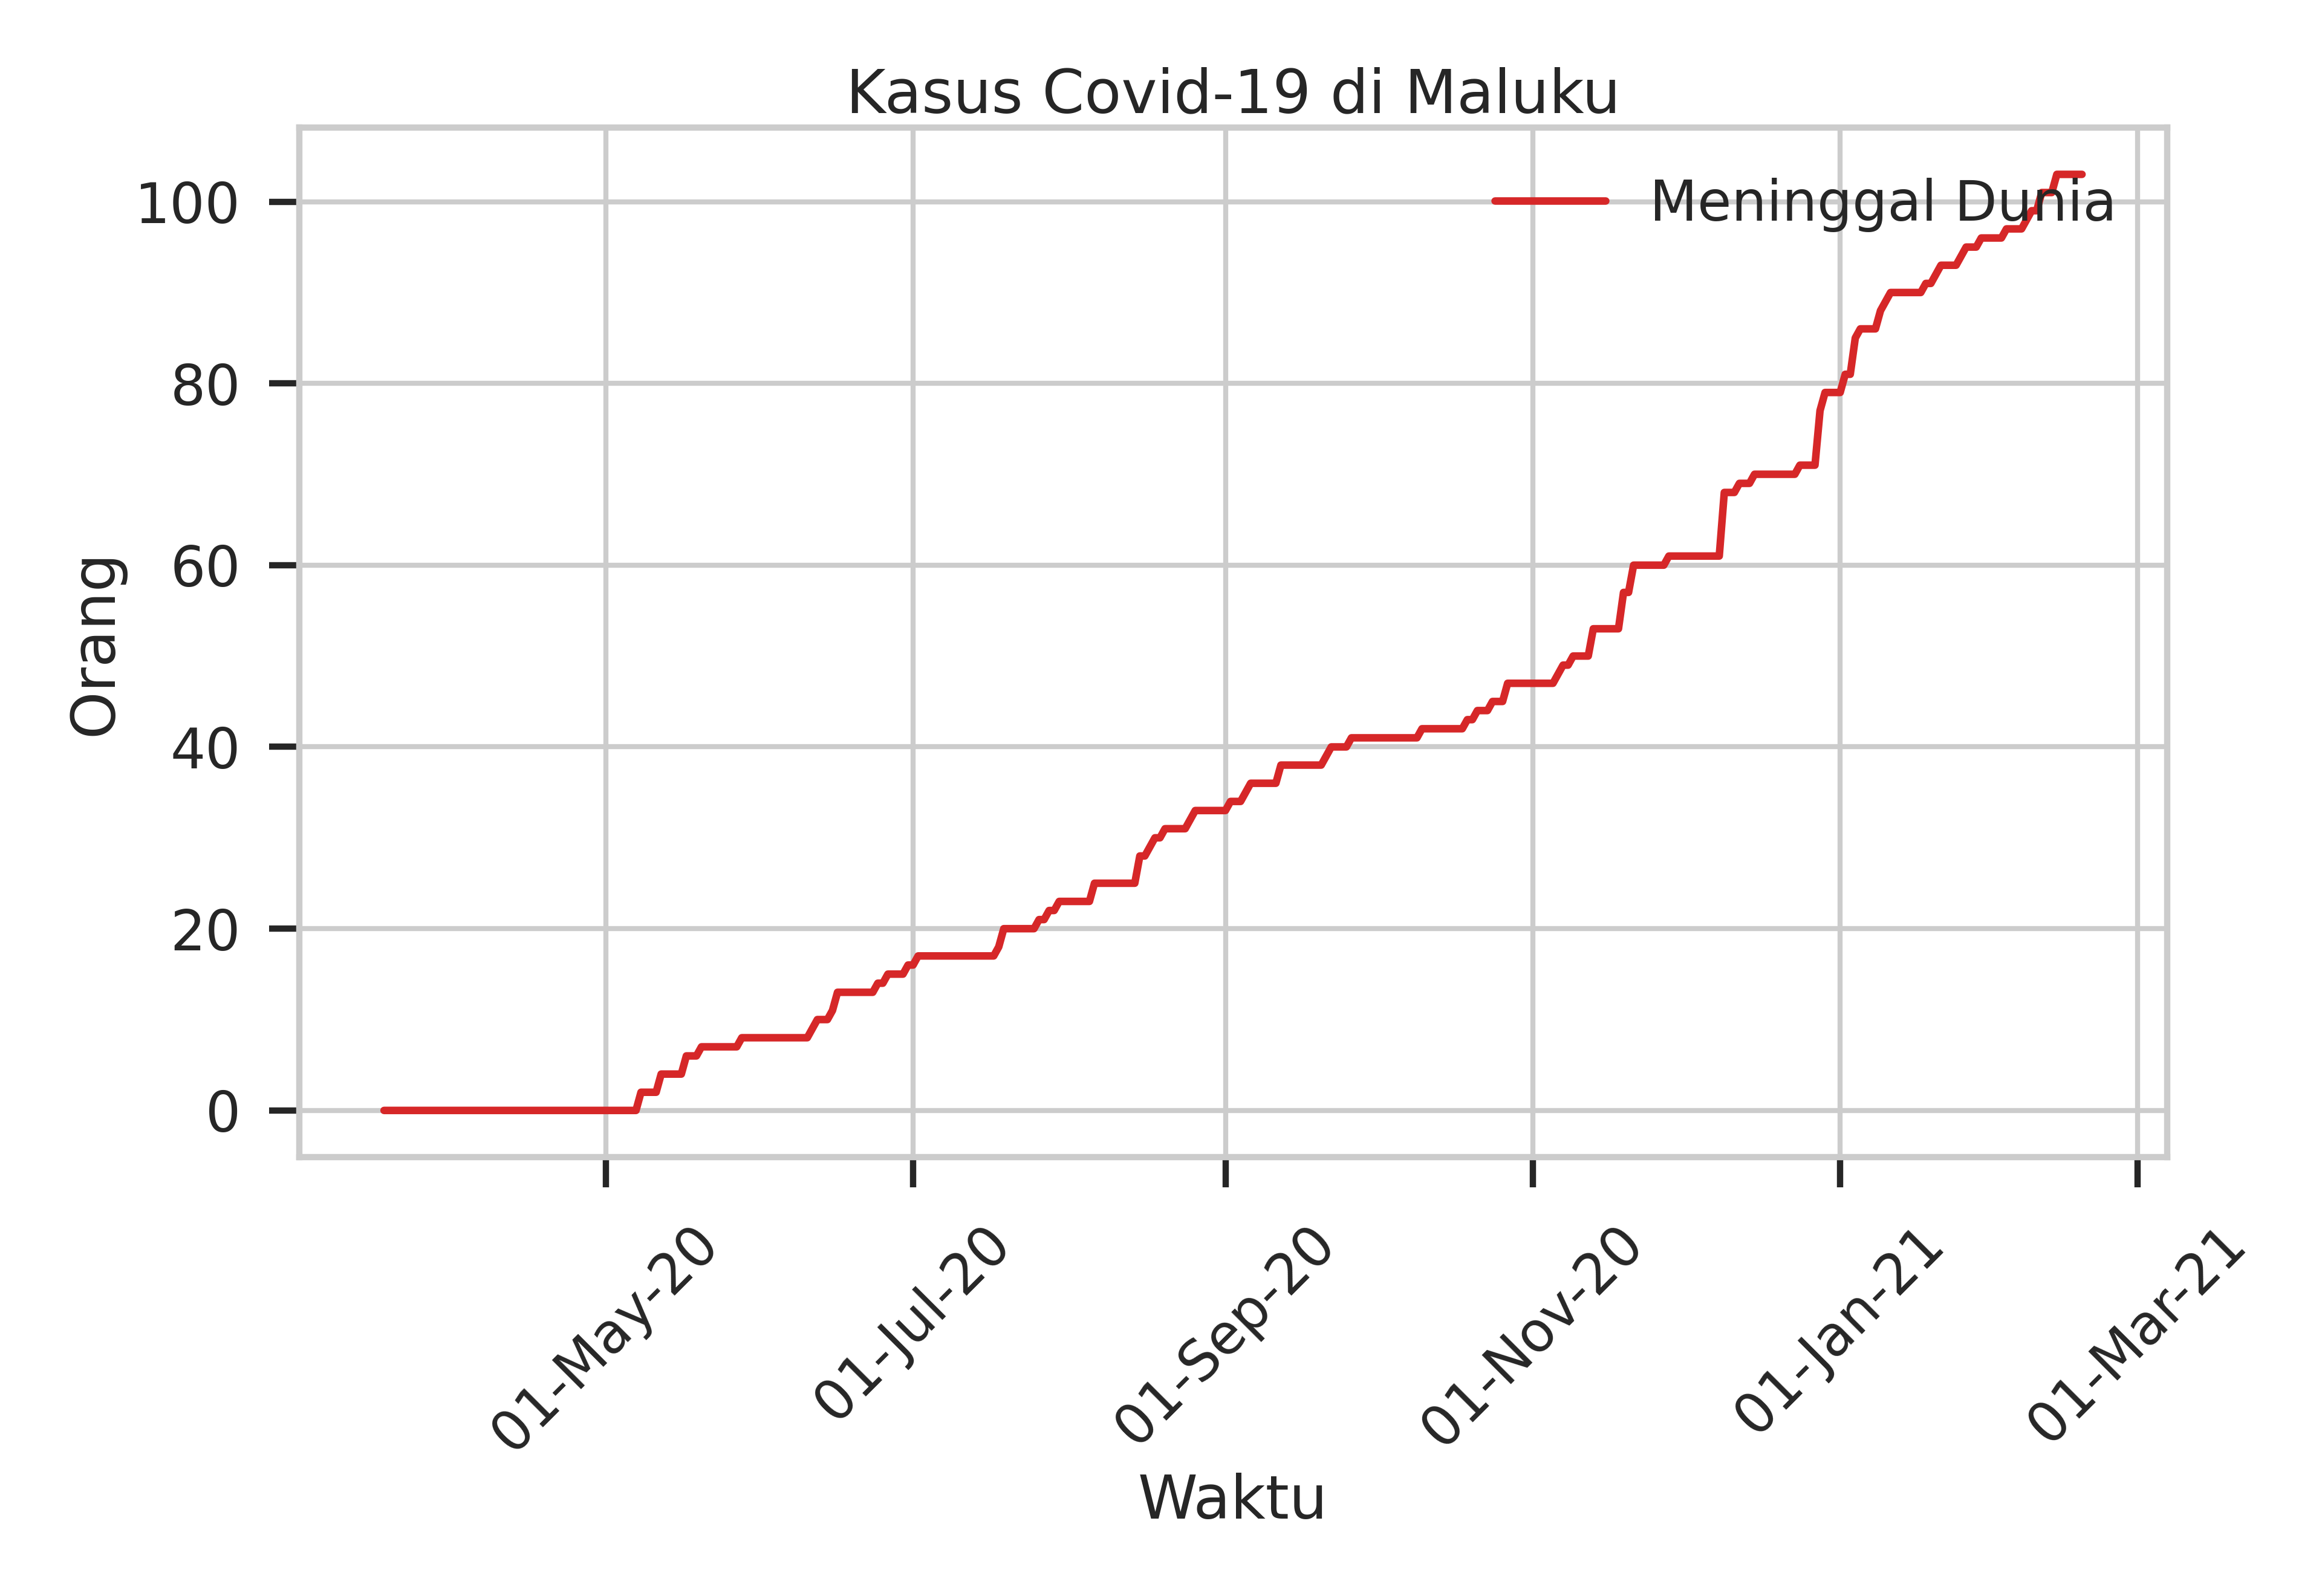 Kasus Covid-19 di Maluku
Meninggal Dunia
100
80
60
40
20
0
Orang
01-May-20
01-Jul-20
01-Sep-20
01-Nov-20
01-Jan-21
01-Mar-21
Waktu